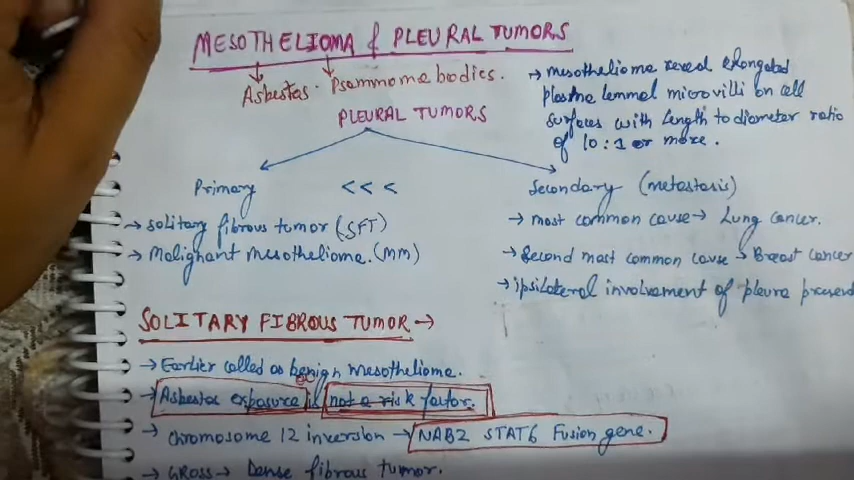 MESOTHELIOMA & PLEURAL TUMORS
Asbestas. Psammoma bodies.
→ mesothelioma reveal elongated
plasma lemmal microvilli on cell
surfaces with length to diameter ratio
of 10:1 or more.
PLEURAL TUMORS
Primary <<< Secondary (metastasis)
→ solitary fibrous tumor (SFT)
→ Malignant mesothelioma. (MM)
→ most common cause → Lung cancer.
→ Second most common cause → Breast cancer
→ ipsilateral involvement of pleura present
SOLITARY FIBROUS TUMOR →
→ Earlier called as benign mesothelioma.
→ Asbestas exposure is not a risk factor.
→ chromosome 12 inversion → NAB2 STAT6 Fusion gene.
→ GROSS → Dense fibrous tumor.